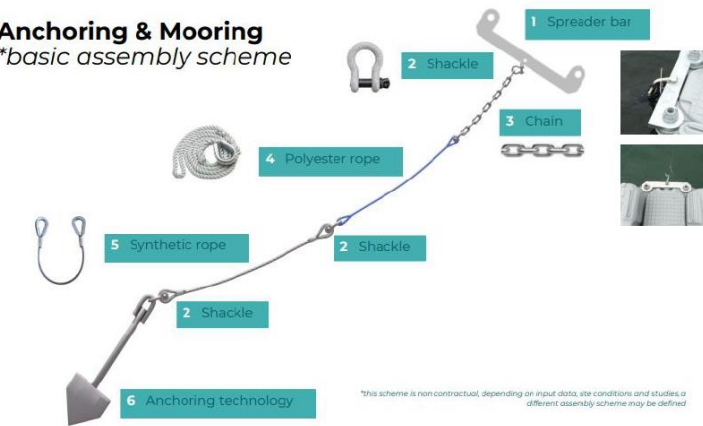 Anchoring & Mooring
*basic assembly scheme
1 Spreader bar
2 Shackle
3 Chain
4 Polyester rope
2 Shackle
5 Synthetic rope
2 Shackle
6 Anchoring technology
*this scheme is non contractual, depending on input data, site conditions and studies, a
different assembly scheme may be defined